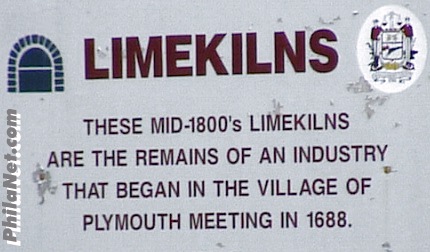 LIMEKILNS
THESE MID-1800's LIMEKILNS
ARE THE REMAINS OF AN INDUSTRY
THAT BEGAN IN THE VILLAGE OF
PLYMOUTH MEETING IN 1688.
PhilaNet.com